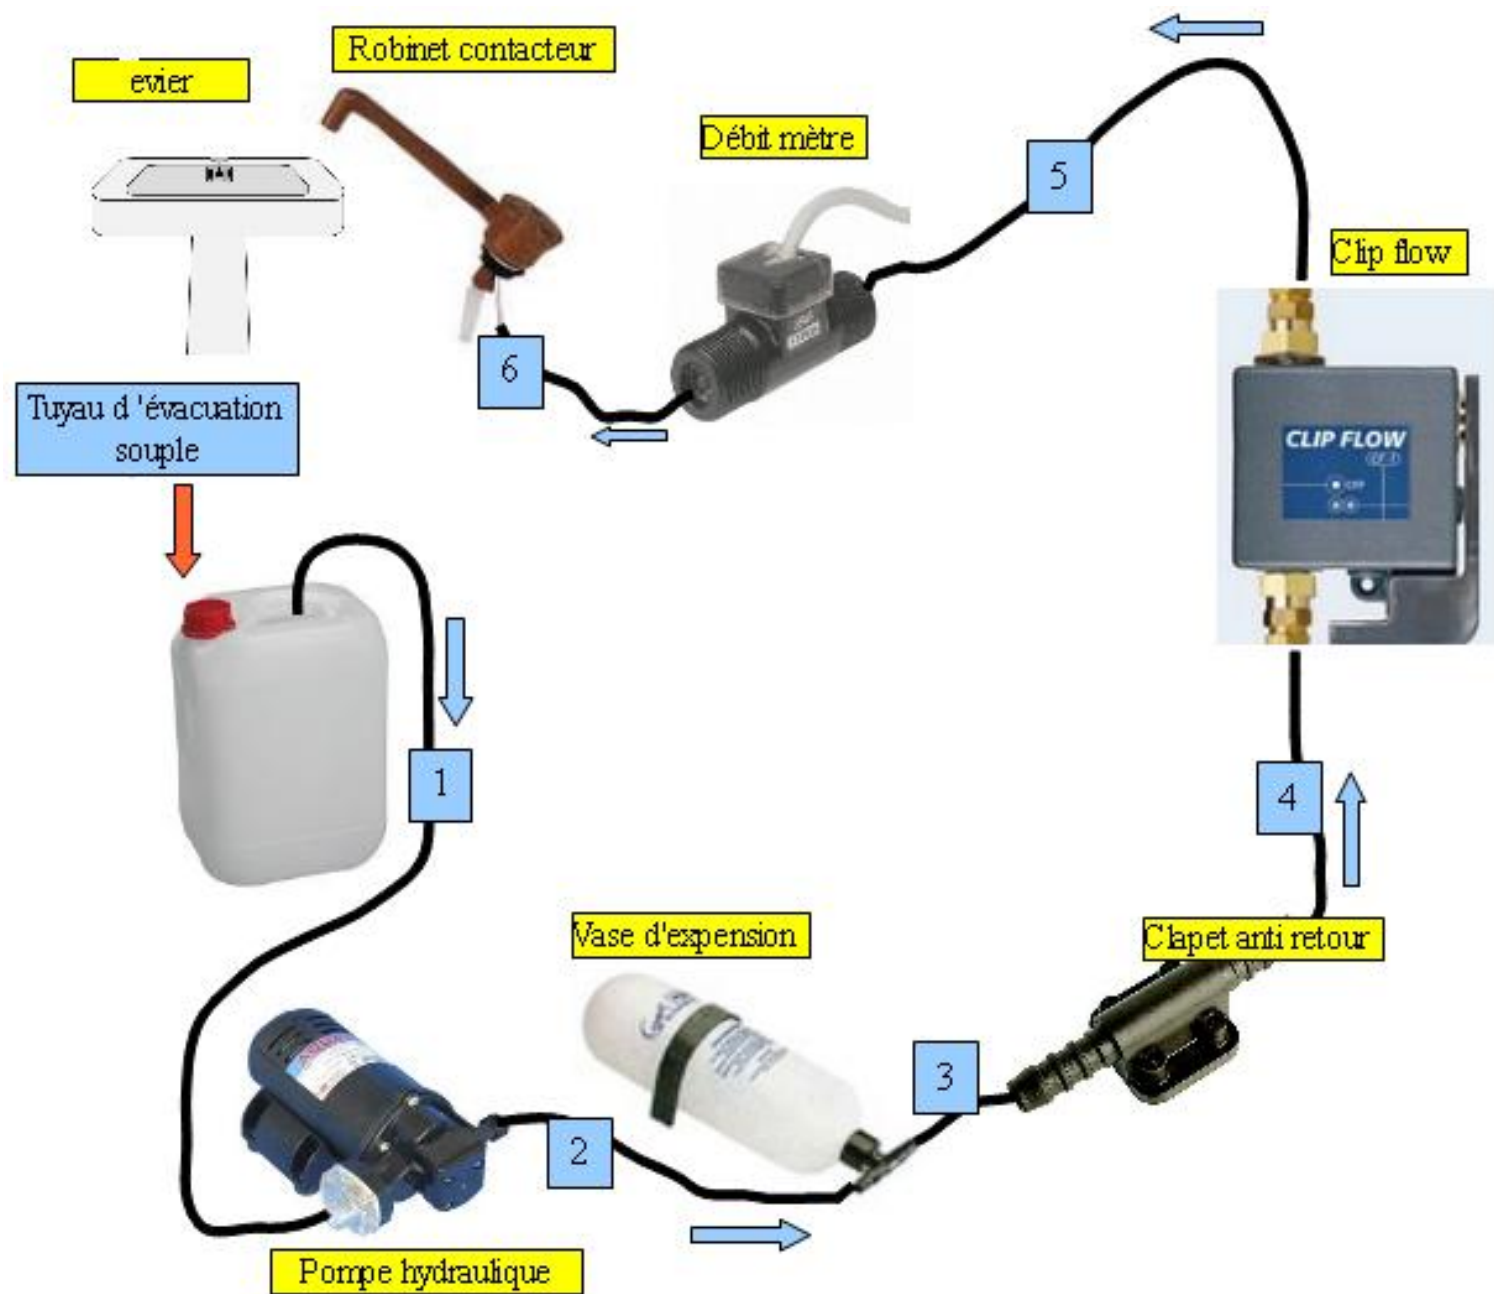 evier
Robinet contacteur
Débit mètre
5
Clip flow
6
Tuyau d 'évacuation
souple
CLIP FLOW
1
4
Vase d'expension
Clapet anti retour
3
2
Pompe hydraulique